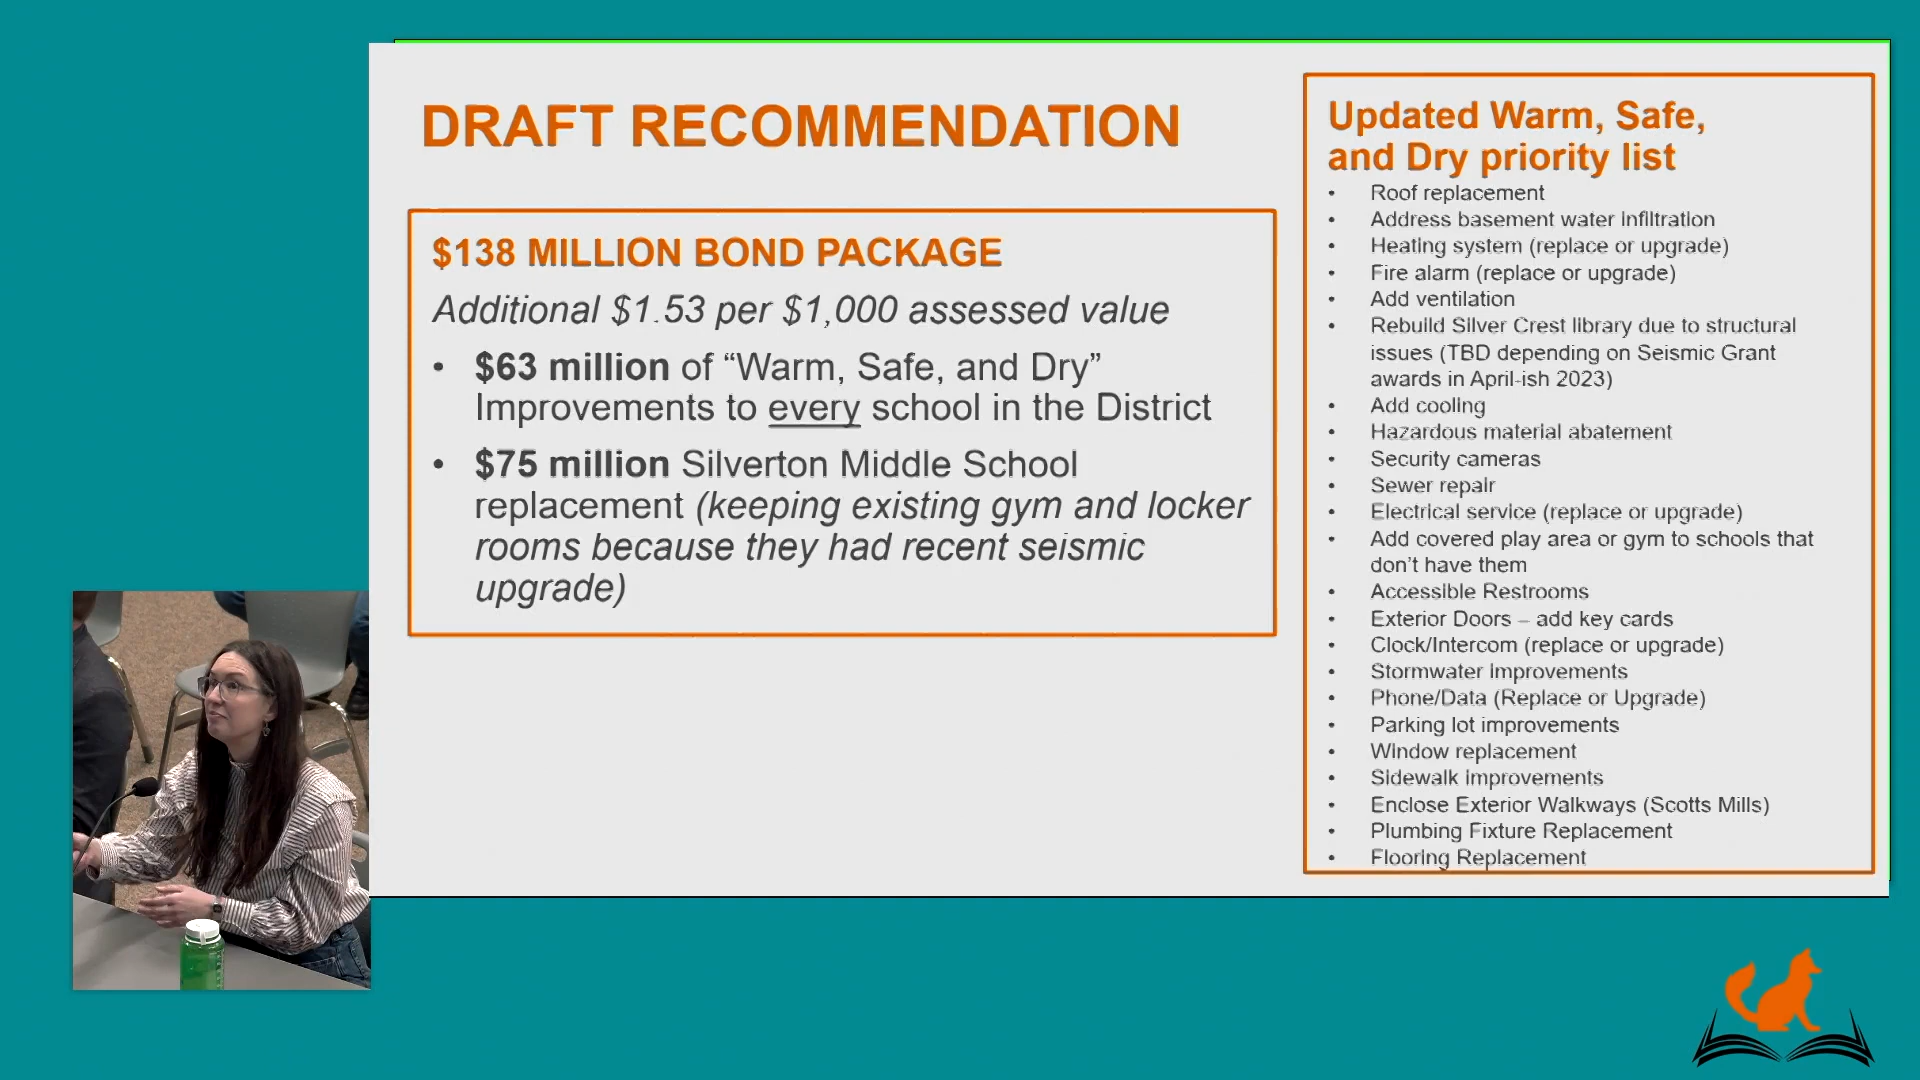 DRAFT RECOMMENDATION
$138 MILLION BOND PACKAGE
Additional $1.53 per $1,000 assessed value
• $63 million of “Warm, Safe, and Dry”
Improvements to every school in the District
• $75 million Silverton Middle School
replacement (keeping existing gym and locker
rooms because they had recent seismic
upgrade)
Updated Warm, Safe,
and Dry priority list
• Roof replacement
• Address basement water infiltration
• Heating system (replace or upgrade)
• Fire alarm (replace or upgrade)
• Add ventilation
• Rebuild Silver Crest library due to structural
issues (TBD depending on Seismic Grant
awards in April-ish 2023)
• Add cooling
• Hazardous material abatement
• Security cameras
• Sewer repair
• Electrical service (replace or upgrade)
• Add covered play area or gym to schools that
don’t have them
• Accessible Restrooms
• Exterior Doors – add key cards
• Clock/Intercom (replace or upgrade)
• Stormwater Improvements
• Phone/Data (Replace or Upgrade)
• Parking lot improvements
• Window replacement
• Sidewalk Improvements
• Enclose Exterior Walkways (Scotts Mills)
• Plumbing Fixture Replacement
• Flooring Replacement